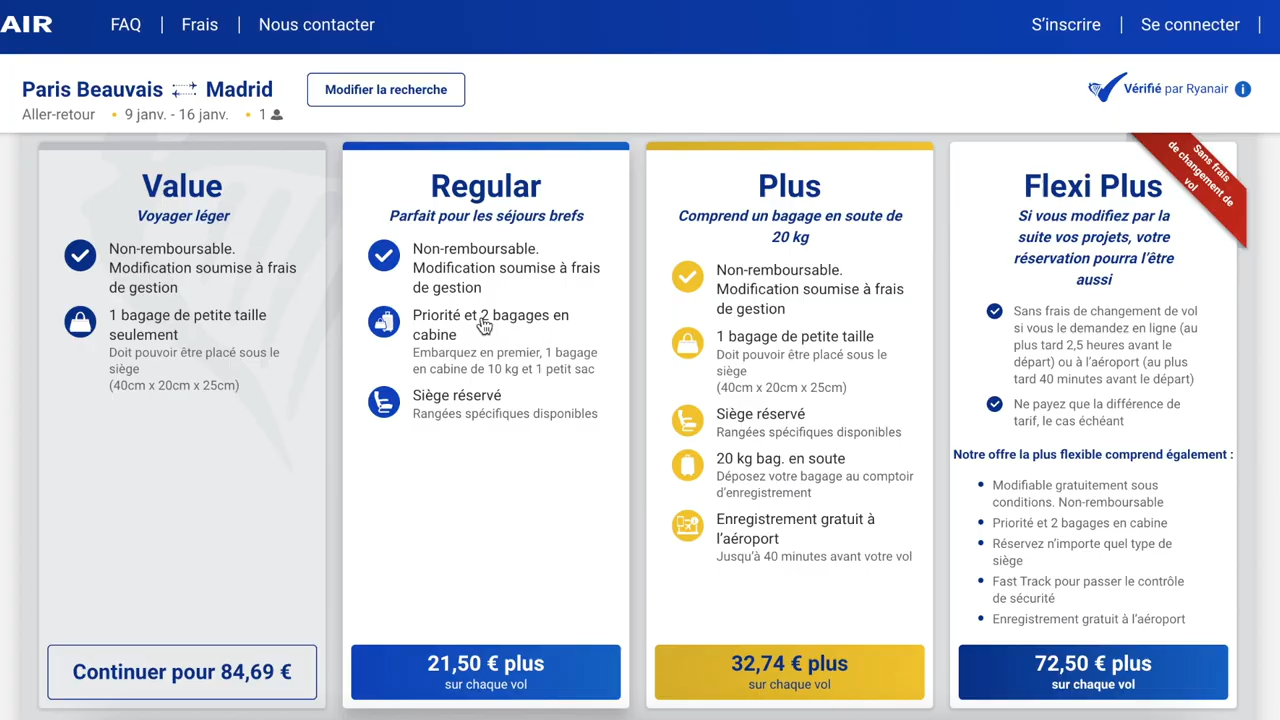 AIR
FAQ | Frais | Nous contacter
S'inscrire | Se connecter |
Paris Beauvais Madrid
Modifier la recherche
Vérifié par Ryanair i
Aller-retour • 9 janv. - 16 janv. • 1
Value
Voyager léger
Non-remboursable.
Modification soumise à frais
de gestion
1 bagage de petite taille
seulement
Doit pouvoir être placé sous le
siège
(40cm x 20cm x 25cm)
Continuer pour 84,69 €
Regular
Parfait pour les séjours brefs
Non-remboursable.
Modification soumise à frais
de gestion
Priorité et 2 bagages en
cabine
Embarquez en premier, 1 bagage
en cabine de 10 kg et 1 petit sac
Siège réservé
Rangées spécifiques disponibles
21,50 € plus
sur chaque vol
Plus
Comprend un bagage en soute de
20 kg
Non-remboursable.
Modification soumise à frais
de gestion
1 bagage de petite taille
Doit pouvoir être placé sous le
siège
(40cm x 20cm x 25cm)
Siège réservé
Rangées spécifiques disponibles
20 kg bag. en soute
Déposez votre bagage au comptoir
d'enregistrement
Enregistrement gratuit à
l'aéroport
Jusqu'à 40 minutes avant votre vol
32,74 € plus
sur chaque vol
Sans frais
de changement de
vol
Flexi Plus
Si vous modifiez par la
suite vos projets, votre
réservation pourra l'être
aussi
Sans frais de changement de vol
si vous le demandez en ligne (au
plus tard 2,5 heures avant le
départ) ou à l'aéroport (au plus
tard 40 minutes avant le départ)
Ne payez que la différence de
tarif, le cas échéant
Notre offre la plus flexible comprend également :
• Modifiable gratuitement sous
conditions. Non-remboursable
• Priorité et 2 bagages en cabine
• Réservez n'importe quel type de
siège
• Fast Track pour passer le contrôle
de sécurité
• Enregistrement gratuit à l'aéroport
72,50 € plus
sur chaque vol